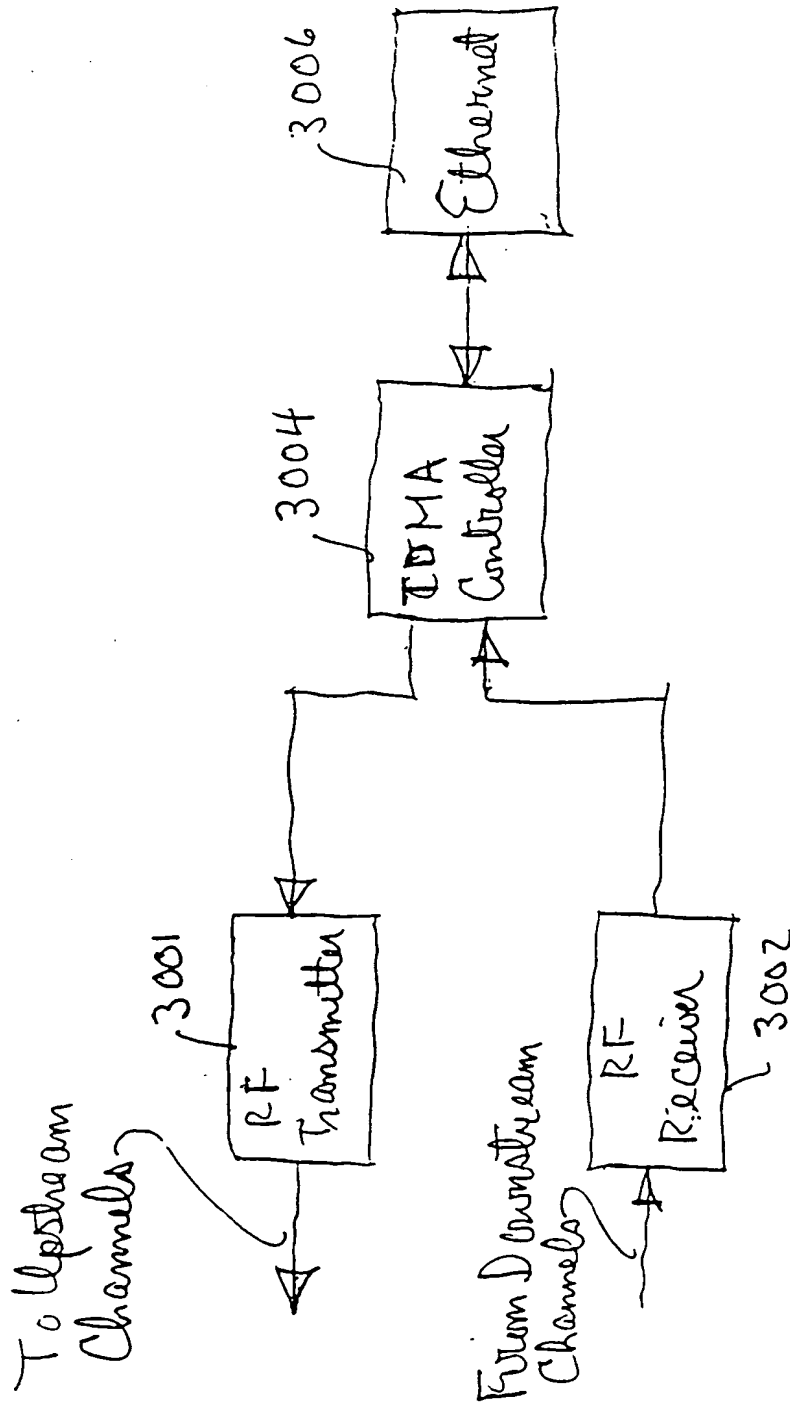 To Upstream
Channels
3001
RF
Transmitter
3004
TDMA
Controller
3006
Ethernet
From Downstream
Channels
RF
Receiver
3002